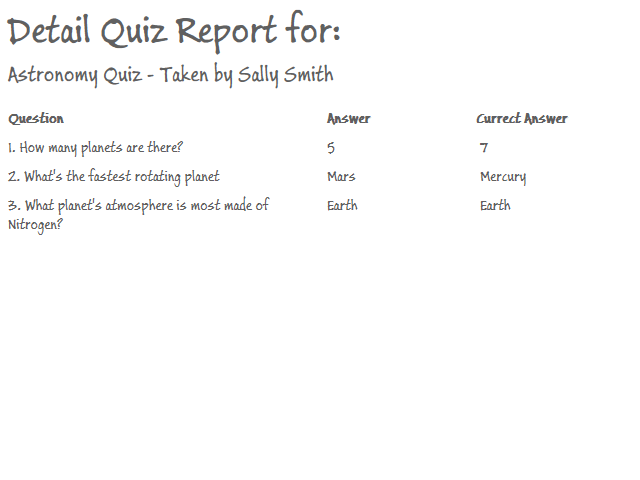 Detail Quiz Report for:
Astronomy Quiz - Taken by Sally Smith
Question Answer Currect Answer
1. How many planets are there? 5 7
2. What's the fastest rotating planet Mars Mercury
3. What planet's atmosphere is most made of Earth Earth
Nitrogen?